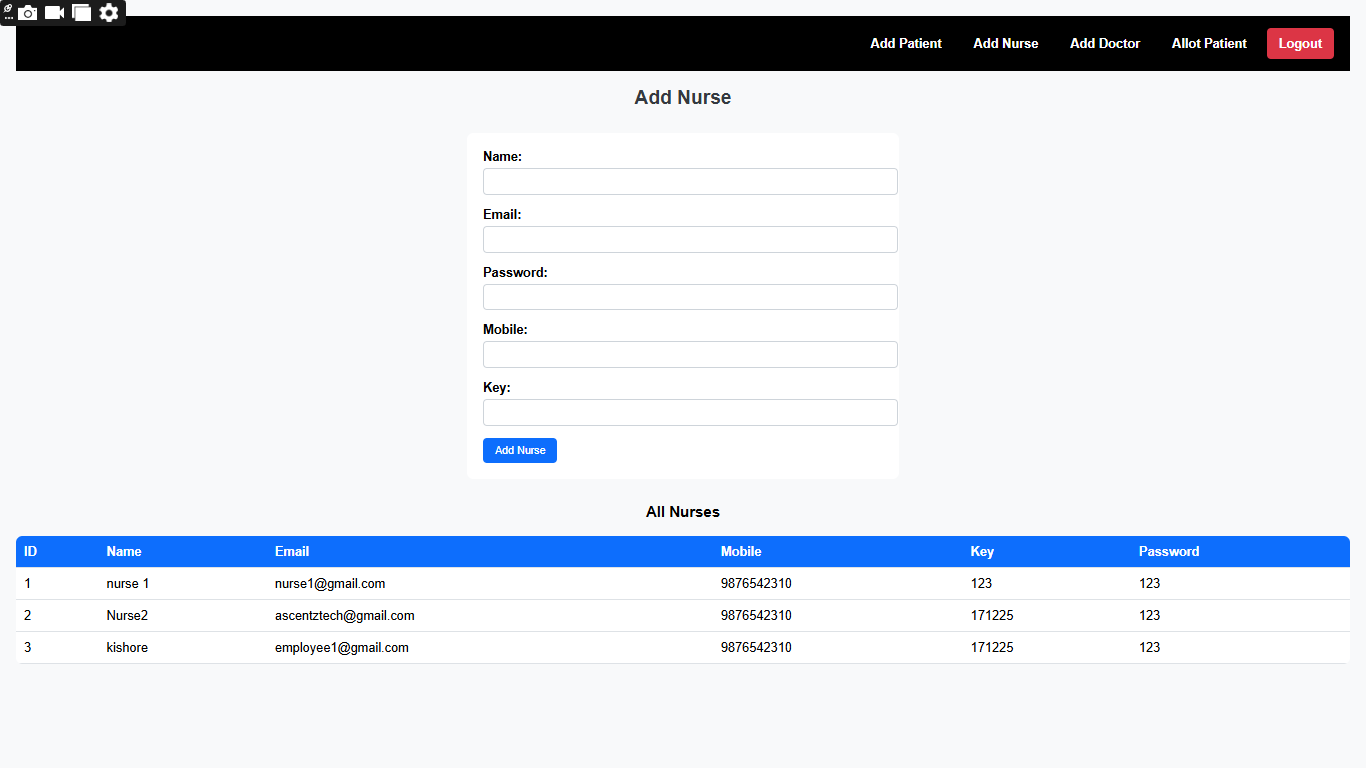 Add Patient Add Nurse Add Doctor Allot Patient Logout
Add Nurse
Name:
Email:
Password:
Mobile:
Key:
Add Nurse
All Nurses
ID Name Email Mobile Key Password
1 nurse 1 nurse1@gmail.com 9876542310 123 123
2 Nurse2 ascentztech@gmail.com 9876542310 171225 123
3 kishore employee1@gmail.com 9876542310 171225 123